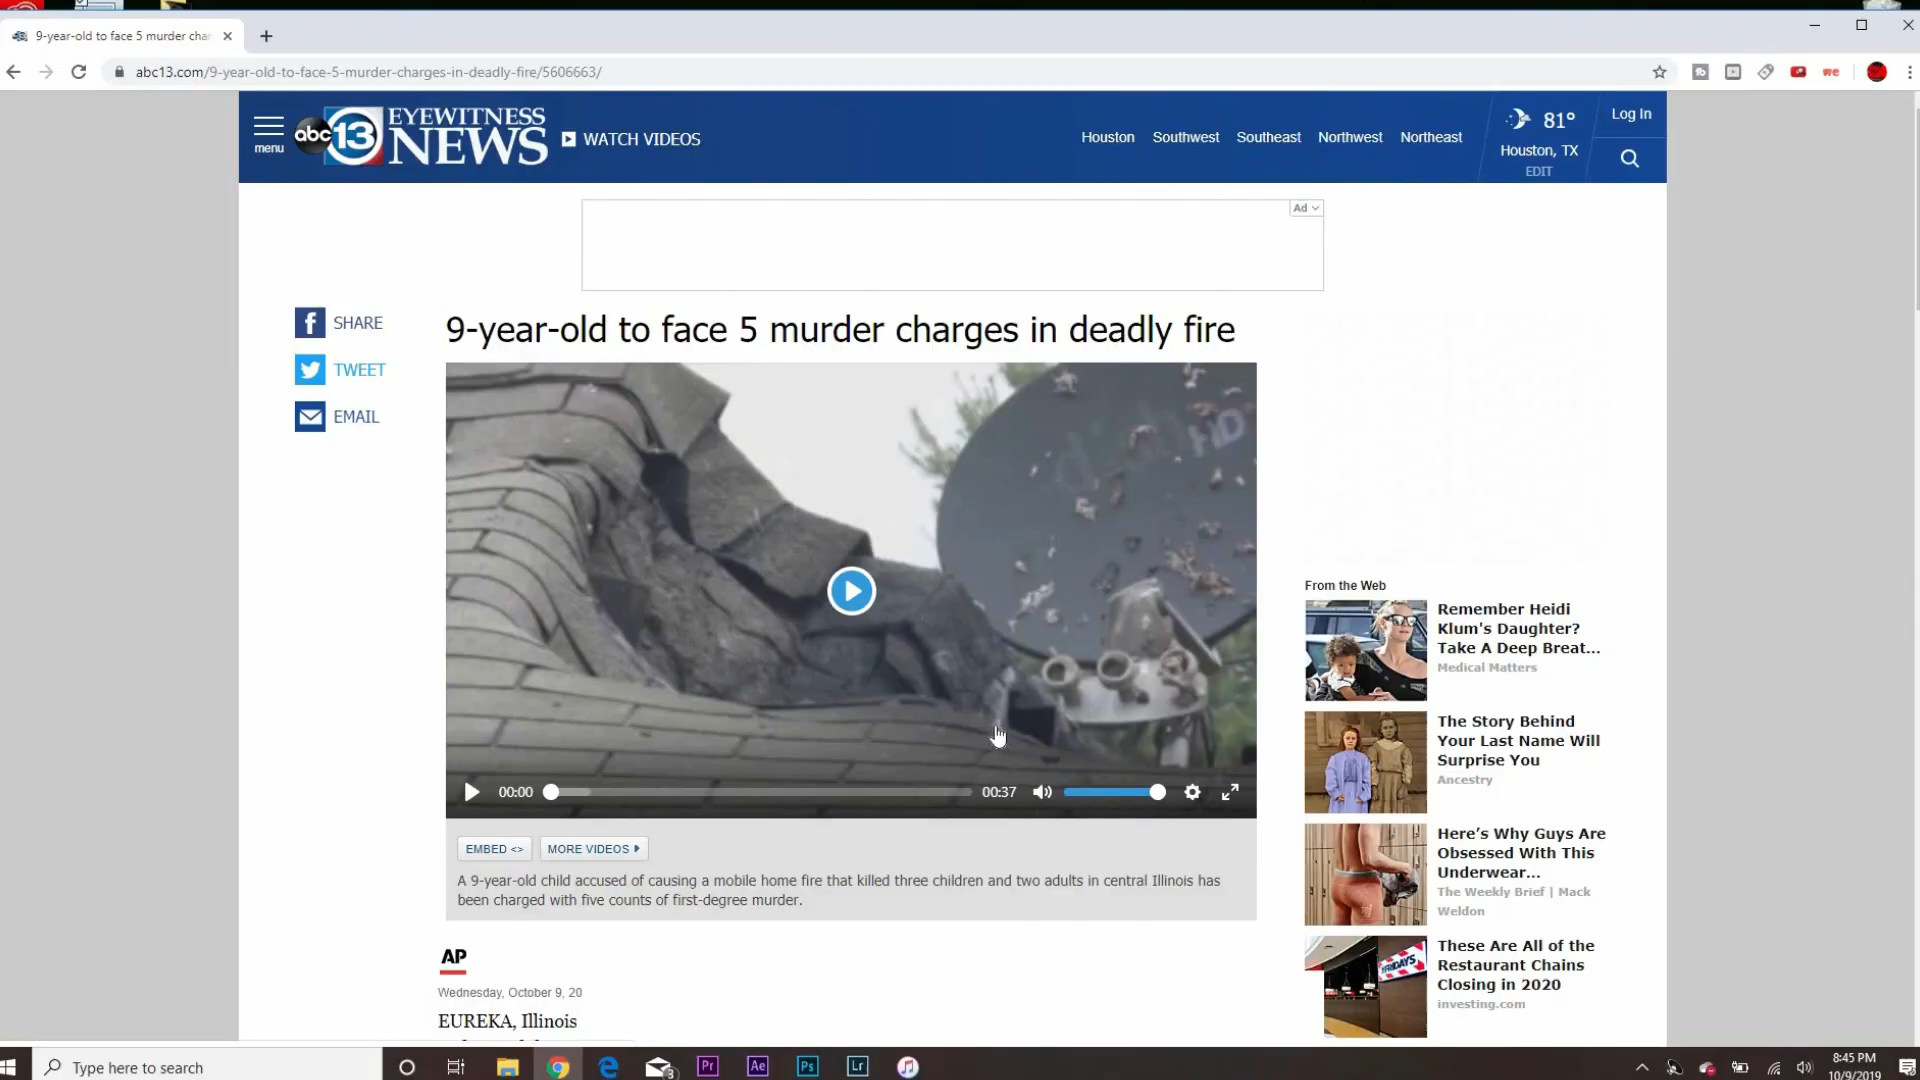 9-year-old to face 5 murder char
abc13.com/9-year-old-to-face-5-murder-charges-in-deadly-fire/5606663/
menu
abc 13 EYEWITNESS NEWS
WATCH VIDEOS
Houston Southwest Southeast Northwest Northeast
81°
Houston, TX
EDIT
Log In
Ad
SHARE
TWEET
EMAIL
9-year-old to face 5 murder charges in deadly fire
HD
00:00
00:37
EMBED <>
MORE VIDEOS
A 9-year-old child accused of causing a mobile home fire that killed three children and two adults in central Illinois has
been charged with five counts of first-degree murder.
AP
Wednesday, October 9, 20
EUREKA, Illinois
From the Web
Remember Heidi
Klum's Daughter?
Take A Deep Breat...
Medical Matters
The Story Behind
Your Last Name Will
Surprise You
Ancestry
Here’s Why Guys Are
Obsessed With This
Underwear...
The Weekly Brief | Mack
Weldon
FRIDAYS
These Are All of the
Restaurant Chains
Closing in 2020
investing.com
Type here to search
Pr
Ae
Ps
Lr
8:45 PM
10/9/2019